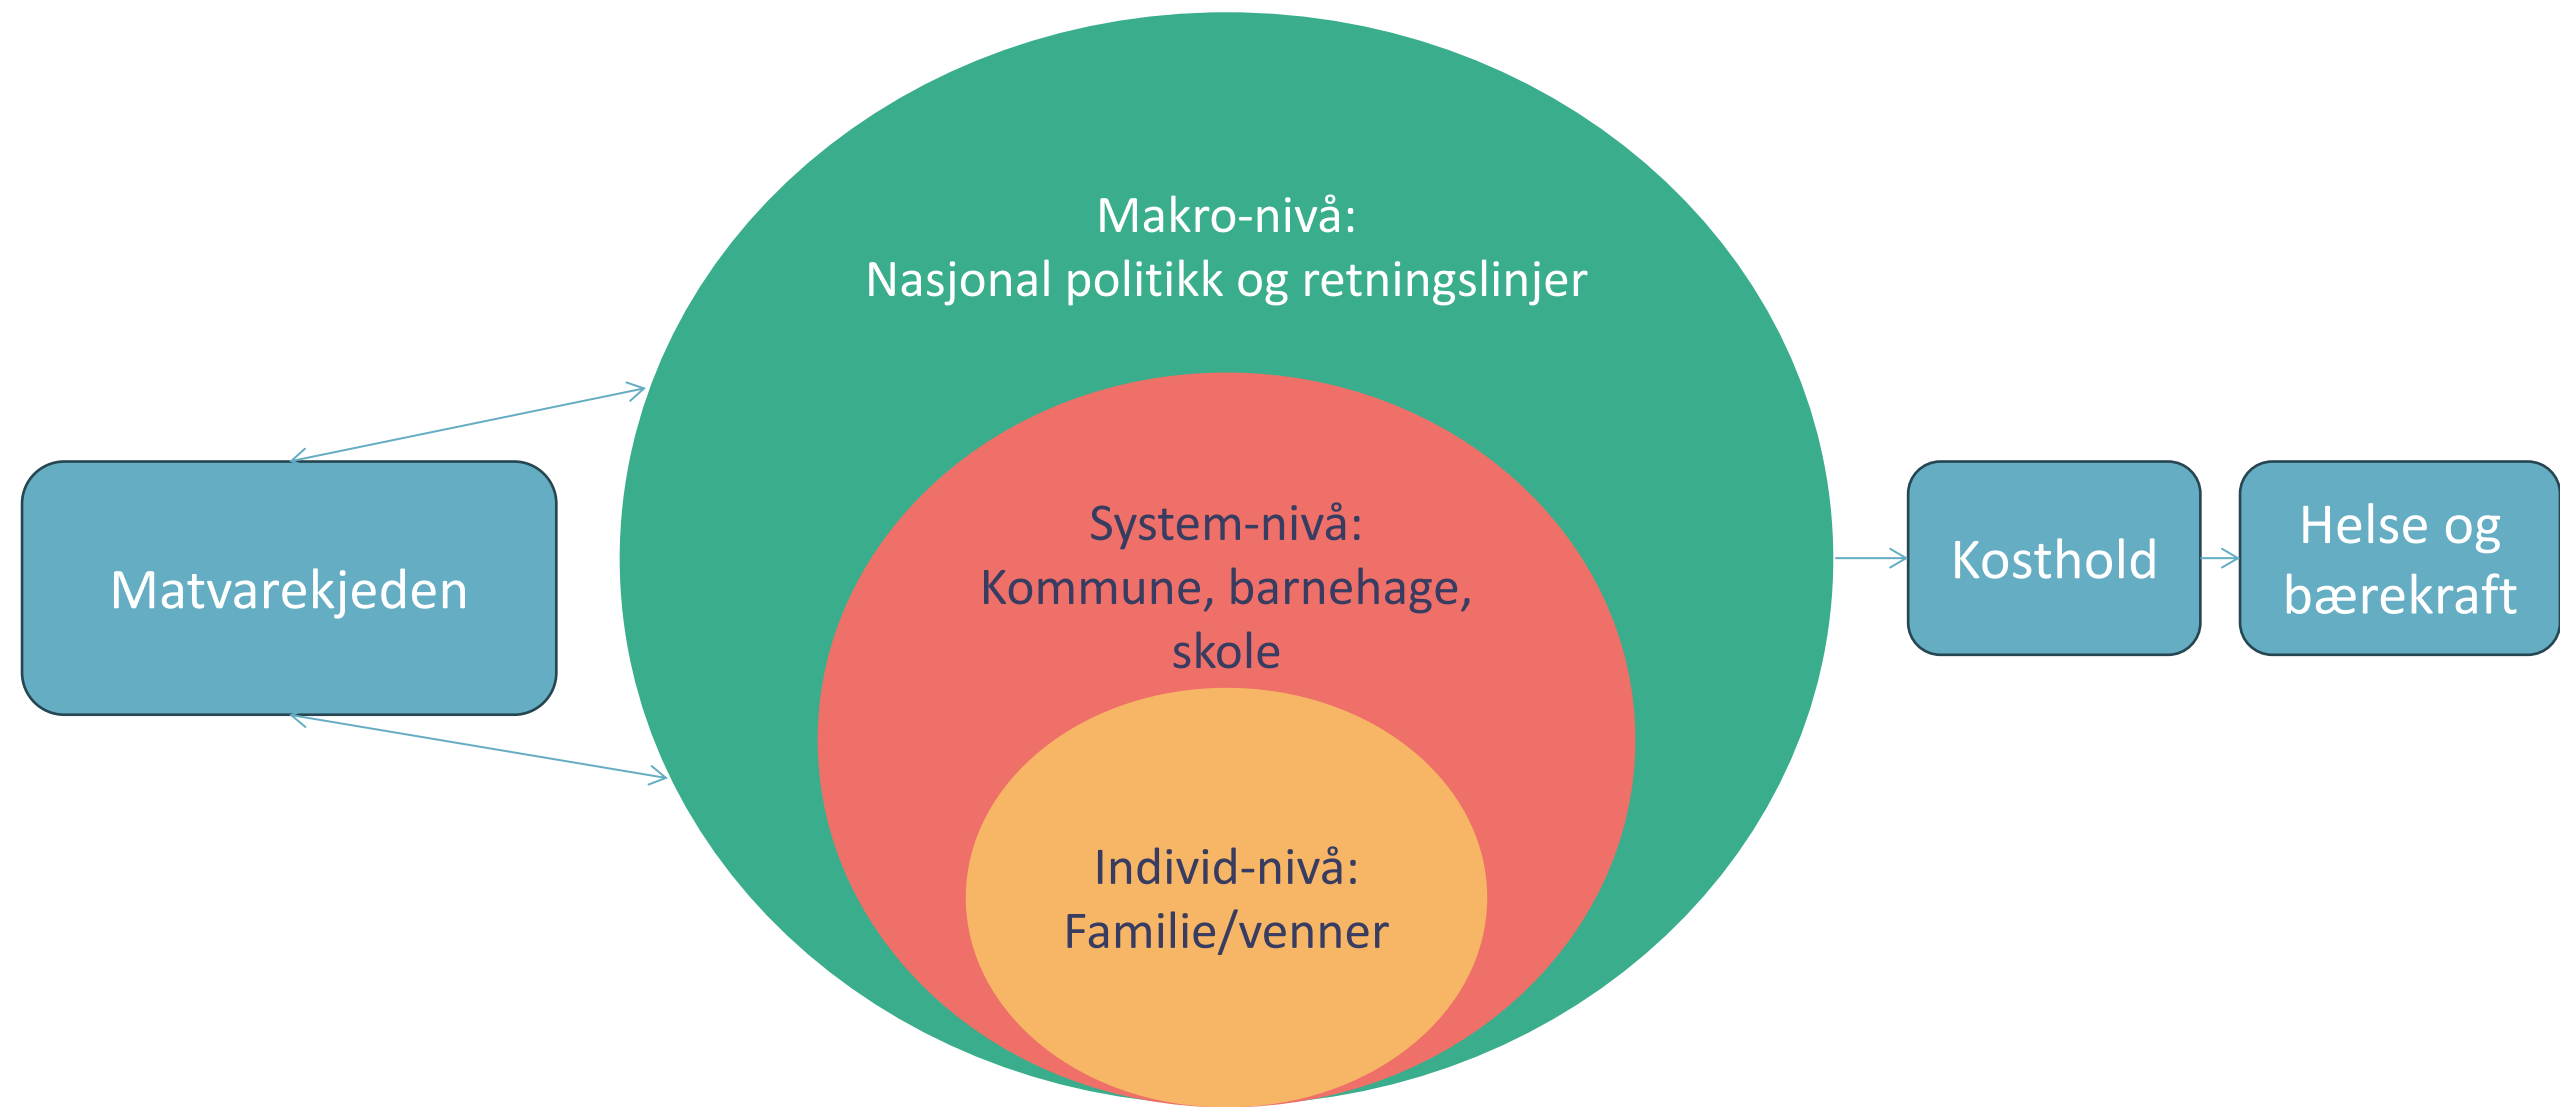 Makro-nivå:
Nasjonal politikk og retningslinjer
Matvarekjeden
System-nivå:
Kommune, barnehage,
skole
Individ-nivå:
Familie/venner
Kosthold
Helse og
bærekraft